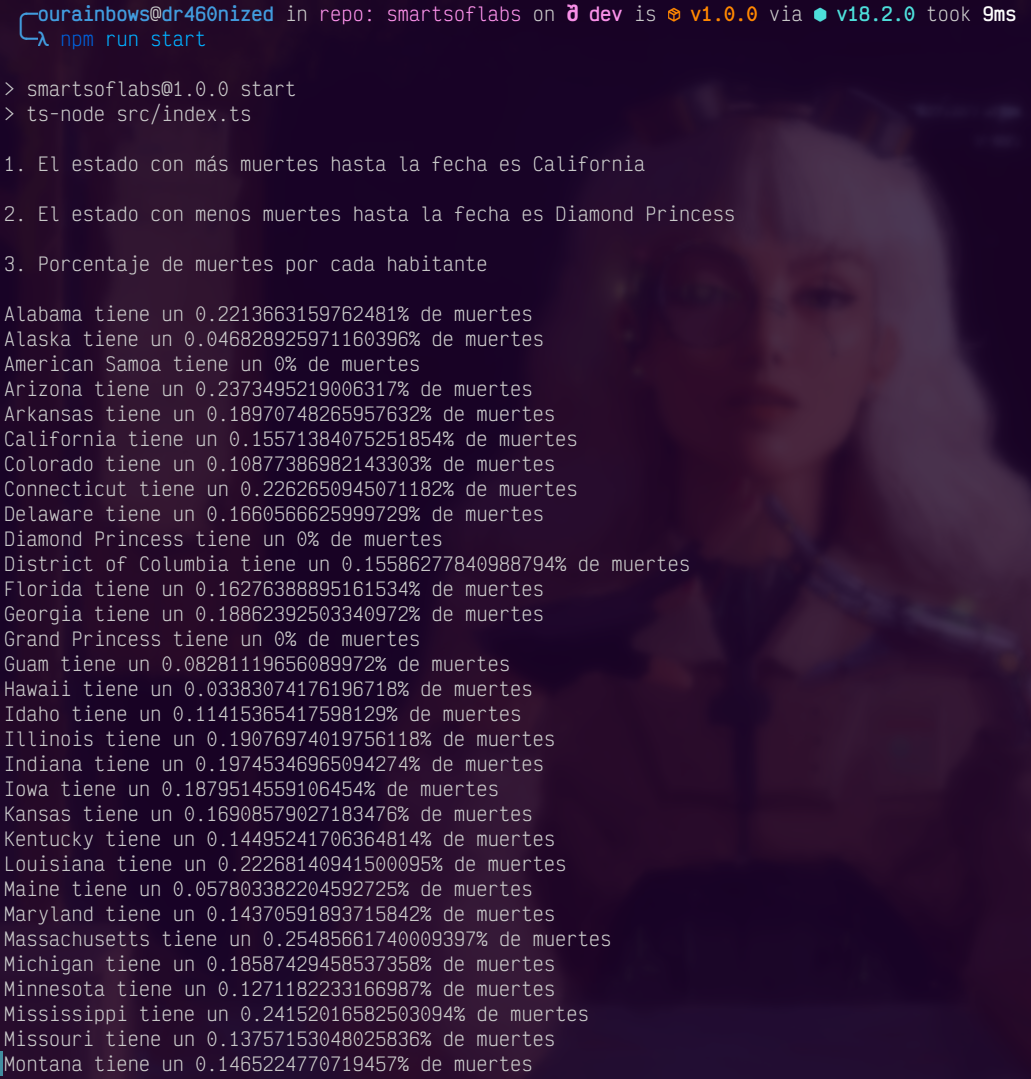 ourainbows@dr460nized in repo: smartsoflabs on dev is v1.0.0 via v18.2.0 took 9ms
λ npm run start
> smartsoflabs@1.0.0 start
> ts-node src/index.ts
1. El estado con más muertes hasta la fecha es California
2. El estado con menos muertes hasta la fecha es Diamond Princess
3. Porcentaje de muertes por cada habitante
Alabama tiene un 0.2213663159762481% de muertes
Alaska tiene un 0.046828925971160396% de muertes
American Samoa tiene un 0% de muertes
Arizona tiene un 0.2373495219006317% de muertes
Arkansas tiene un 0.18970748265957632% de muertes
California tiene un 0.15571384075251854% de muertes
Colorado tiene un 0.10877386982143303% de muertes
Connecticut tiene un 0.2262650945071182% de muertes
Delaware tiene un 0.1660566625999729% de muertes
Diamond Princess tiene un 0% de muertes
District of Columbia tiene un 0.15586277840988794% de muertes
Florida tiene un 0.16276388895161534% de muertes
Georgia tiene un 0.18862392503340972% de muertes
Grand Princess tiene un 0% de muertes
Guam tiene un 0.08281119656089972% de muertes
Hawaii tiene un 0.03383074176196718% de muertes
Idaho tiene un 0.11415365417598129% de muertes
Illinois tiene un 0.19076974019756118% de muertes
Indiana tiene un 0.19745346965094274% de muertes
Iowa tiene un 0.1879514559106454% de muertes
Kansas tiene un 0.16908579027183476% de muertes
Kentucky tiene un 0.14495241706364814% de muertes
Louisiana tiene un 0.22268140941500095% de muertes
Maine tiene un 0.057803382204592725% de muertes
Maryland tiene un 0.14370591893715842% de muertes
Massachusetts tiene un 0.25485661740009397% de muertes
Michigan tiene un 0.18587429458537358% de muertes
Minnesota tiene un 0.1271182233166987% de muertes
Mississippi tiene un 0.24152016582503094% de muertes
Missouri tiene un 0.13757153048025836% de muertes
Montana tiene un 0.1465224770719457% de muertes